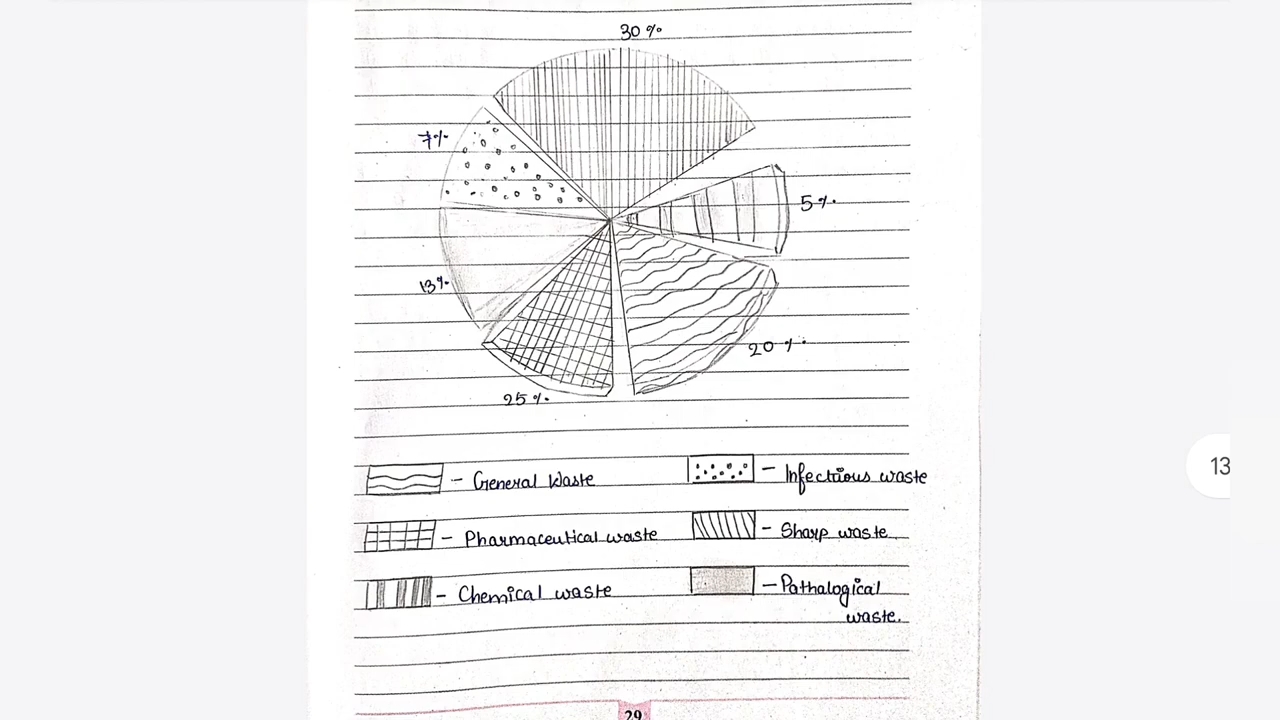 30 %
7%
5%
13%
20 %
25 %
General Waste
Infectious waste
Pharmaceutical waste
Sharp waste
Chemical waste
Pathalogical
waste.
29
13